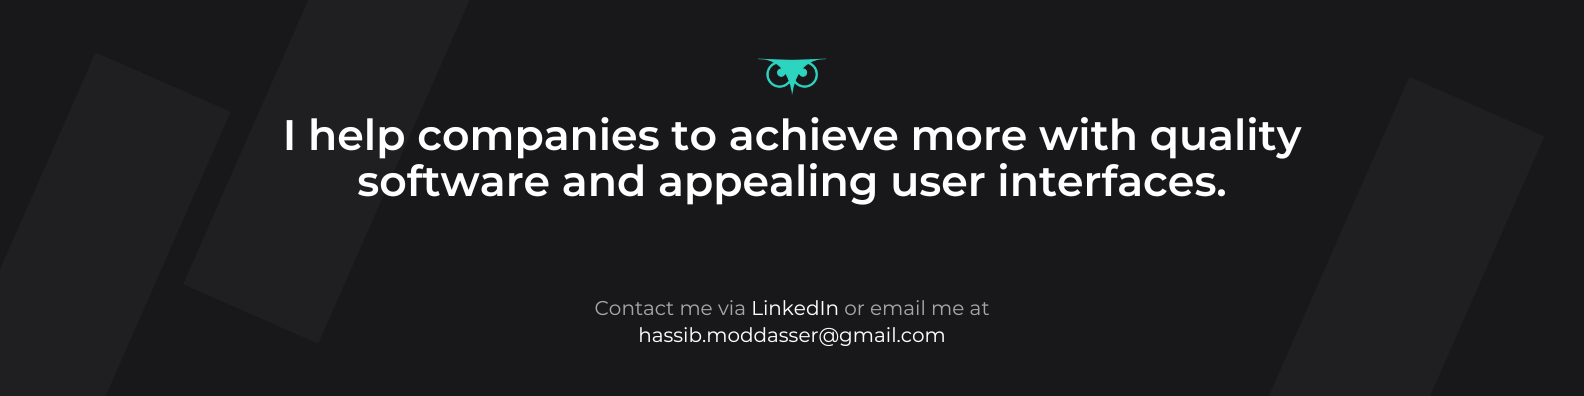 I help companies to achieve more with quality
software and appealing user interfaces.
Contact me via LinkedIn or email me at
hassib.moddasser@gmail.com